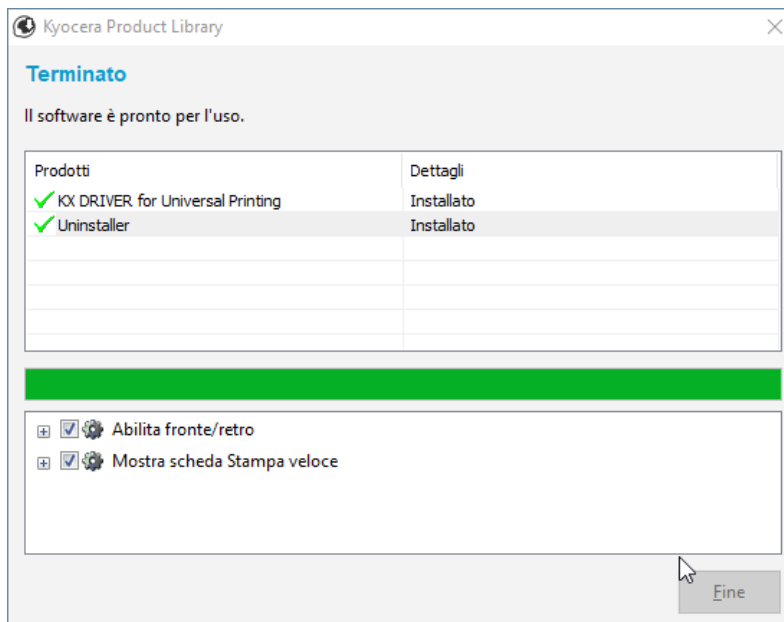 Kyocera Product Library
Terminato
Il software è pronto per l'uso.
Prodotti Dettagli
KX DRIVER for Universal Printing Installato
Uninstaller Installato
Abilita fronte/retro
Mostra scheda Stampa veloce
Fine